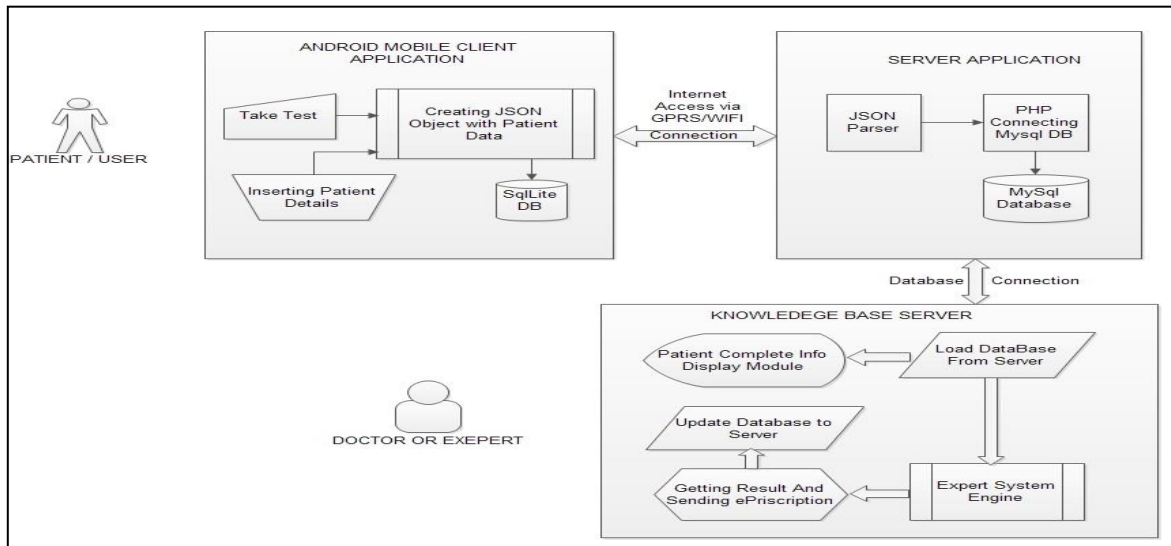 ANDROID MOBILE CLIENT
APPLICATION
Take Test
Creating JSON
Object with Patient
Data
Inserting Patient
Details
SqlLite
DB
PATIENT / USER
Internet
Access via
GPRS/WIFI
Connection
SERVER APPLICATION
JSON
Parser
PHP
Connecting
Mysql DB
MySql
Database
Database Connection
KNOWLEDEGE BASE SERVER
Patient Complete Info
Display Module
Load DataBase
From Server
Update Database to
Server
Getting Result And
Sending ePriscription
Expert System
Engine
DOCTOR OR EXEPERT